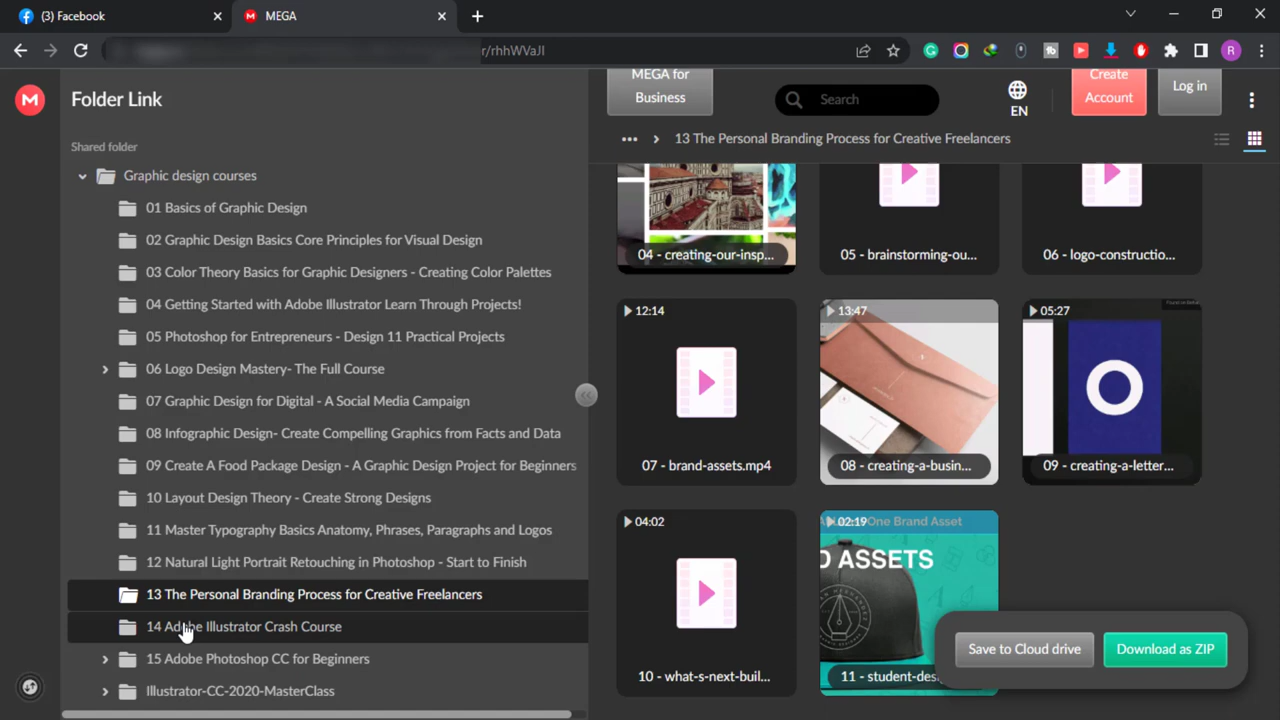 (3) Facebook
MEGA
r/rhhWVaJI
R
M
Folder Link
MEGA for
Business
Search
EN
Create
Account
Log in
Shared folder
Graphic design courses
01 Basics of Graphic Design
02 Graphic Design Basics Core Principles for Visual Design
03 Color Theory Basics for Graphic Designers - Creating Color Palettes
04 Getting Started with Adobe Illustrator Learn Through Projects!
05 Photoshop for Entrepreneurs - Design 11 Practical Projects
06 Logo Design Mastery- The Full Course
07 Graphic Design for Digital - A Social Media Campaign
08 Infographic Design- Create Compelling Graphics from Facts and Data
09 Create A Food Package Design - A Graphic Design Project for Beginners
10 Layout Design Theory - Create Strong Designs
11 Master Typography Basics Anatomy, Phrases, Paragraphs and Logos
12 Natural Light Portrait Retouching in Photoshop - Start to Finish
13 The Personal Branding Process for Creative Freelancers
14 Adobe Illustrator Crash Course
15 Adobe Photoshop CC for Beginners
Illustrator-CC-2020-MasterClass
13 The Personal Branding Process for Creative Freelancers
04 - creating-our-insp...
05 - brainstorming-ou...
06 - logo-constructio...
12:14
13:47
05:27
07 - brand-assets.mp4
08 - creating-a-busin...
09 - creating-a-letter...
04:02
02:19
One Brand Asset
ASSETS
10 - what-s-next-buil...
11 - student-des
Save to Cloud drive
Download as ZIP